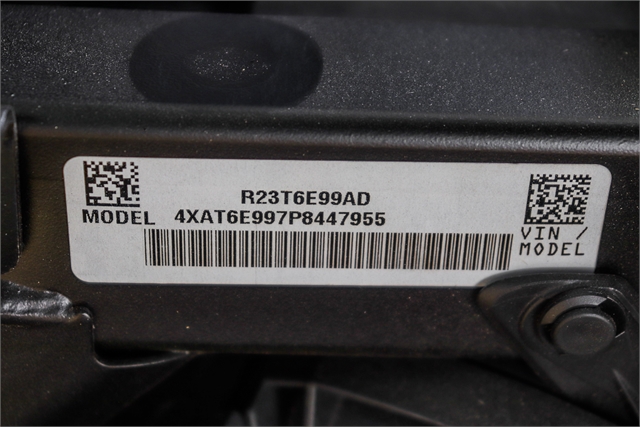 R23T6E99AD
MODEL 4XAT6E997P8447955
VIN /
MODEL